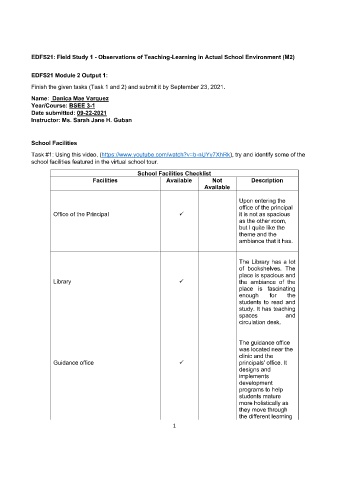 EDFS21: Field Study 1 - Observations of Teaching-Learning in Actual School Environment (M2)
EDFS21 Module 2 Output 1:
Finish the given tasks (Task 1 and 2) and submit it by September 23, 2021.
Name: Danica Mae Varquez
Year/Course: BSEE 3-1
Date submitted: 09-22-2021
Instructor: Ms. Sarah Jane H. Guban
School Facilities
Task #1: Using this video, (https://www.youtube.com/watch?v= try and identify some of the
school facilities featured in the virtual school tour.
School Facilities Checklist
Facilities Available Not Available Description
Office of the Principal ✓
Upon entering the
office of the principal
it is not as spacious
as the other room,
but I quite like the
theme and the
ambiance that it has.
Library ✓
The Library has a lot
of bookshelves. The
place is spacious and
the ambiance of the
place is fascinating
enough for the
students to read and
study. It has teaching
spaces and
circulation desk.
Guidance office ✓
The guidance office
was located near the
clinic and the
principals' office. It
designs and
implements
development
programs to help
students mature
more holistically as
they move through
the different learning
1